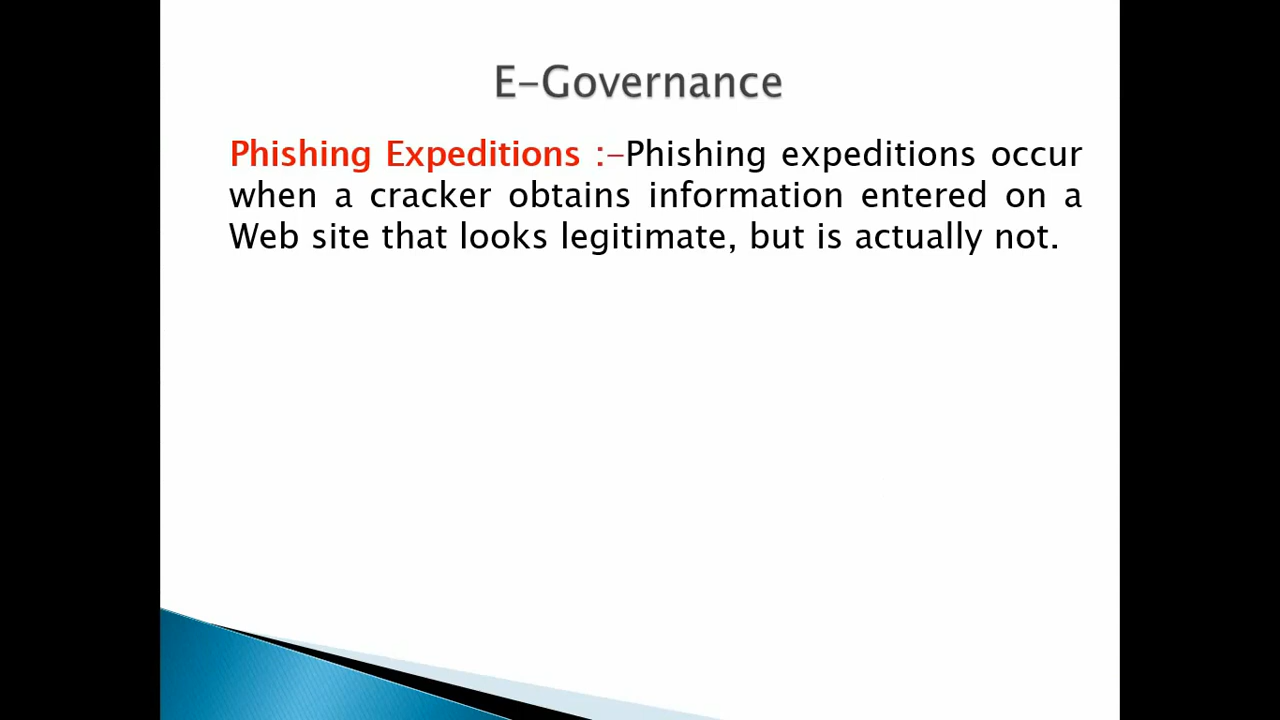 E-Governance
Phishing Expeditions :-Phishing expeditions occur
when a cracker obtains information entered on a
Web site that looks legitimate, but is actually not.